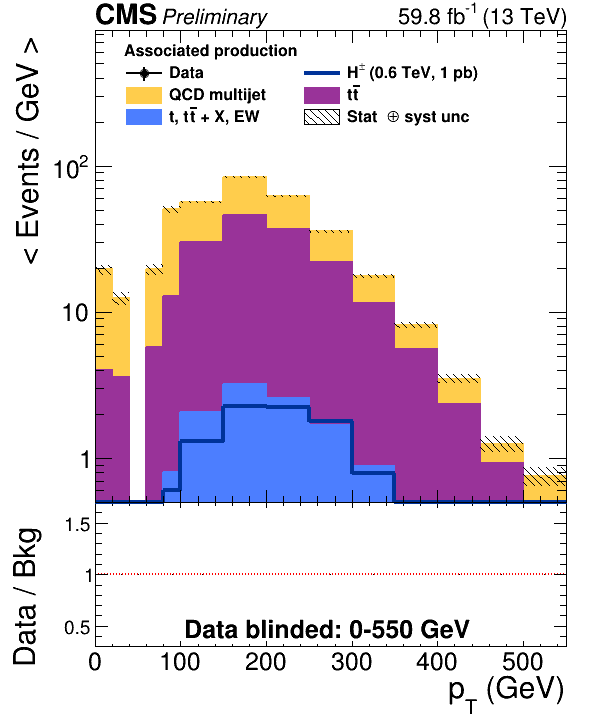 CMS Preliminary 59.8 fb⁻¹ (13 TeV)
Associated production
Data
H± (0.6 TeV, 1 pb)
QCD multijet
tt̄
t, tt̄ + X, EW
Stat ⊕ syst unc
< Events / GeV >
10²
10
1
Data / Bkg
1.5
1
0.5
Data blinded: 0-550 GeV
0 100 200 300 400 500
p_T (GeV)